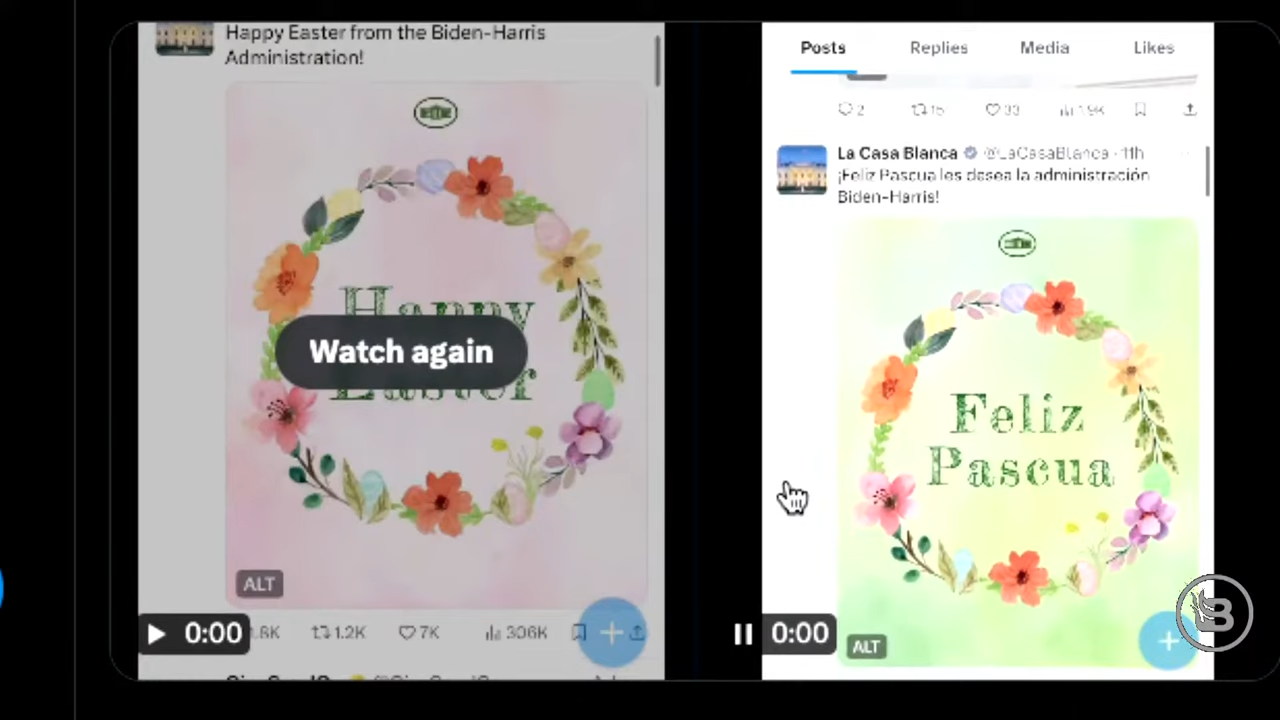 Happy Easter from the Biden-Harris
Administration!
Happy
Easter
Watch again
ALT
0:00
1.2K
7K
306K
Posts Replies Media Likes
2
15
33
1.9K
La Casa Blanca @LaCasaBlanca · 11h
¡Feliz Pascua les desea la administración
Biden-Harris!
Feliz
Pascua
0:00
ALT
B